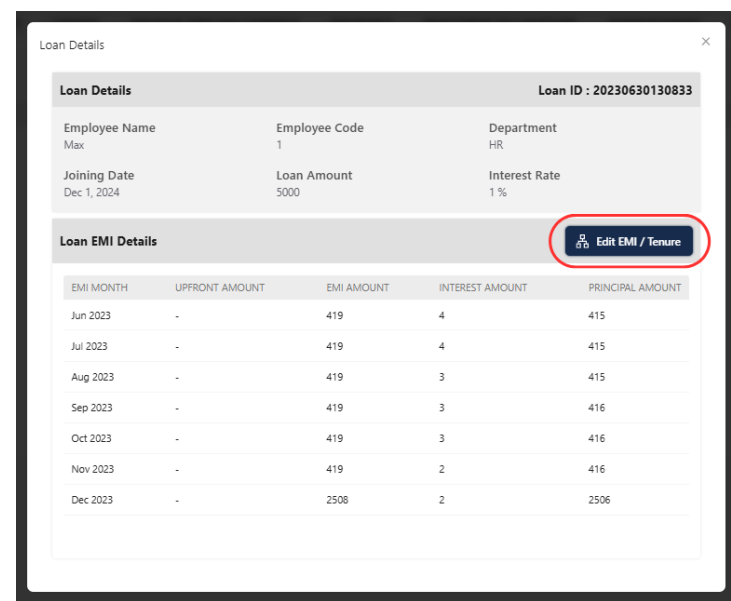 Loan Details
Loan Details Loan ID : 20230630130833
Employee Name Employee Code Department
Max 1 HR
Joining Date Loan Amount Interest Rate
Dec 1, 2024 5000 1 %
Loan EMI Details Edit EMI / Tenure
EMI MONTH UPFRONT AMOUNT EMI AMOUNT INTEREST AMOUNT PRINCIPAL AMOUNT
Jun 2023 - 419 4 415
Jul 2023 - 419 4 415
Aug 2023 - 419 3 415
Sep 2023 - 419 3 416
Oct 2023 - 419 3 416
Nov 2023 - 419 2 416
Dec 2023 - 2508 2 2506